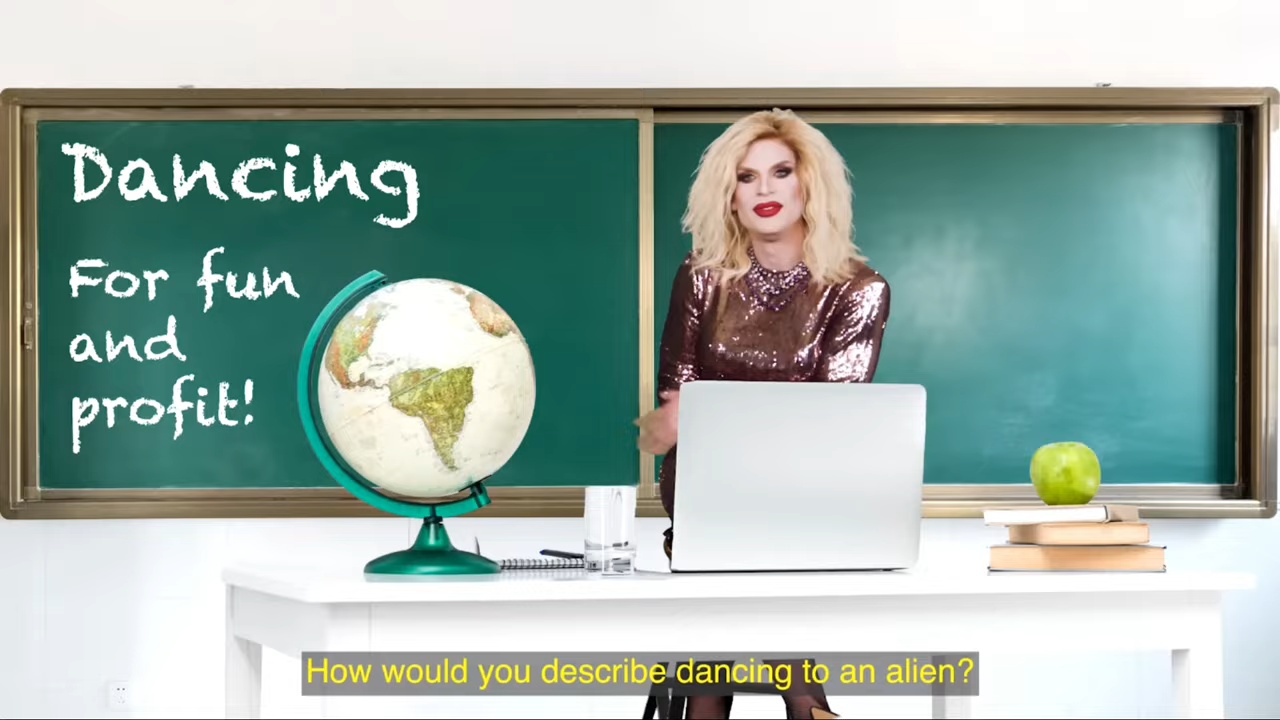 Dancing
For fun
and
profit!
How would you describe dancing to an alien?